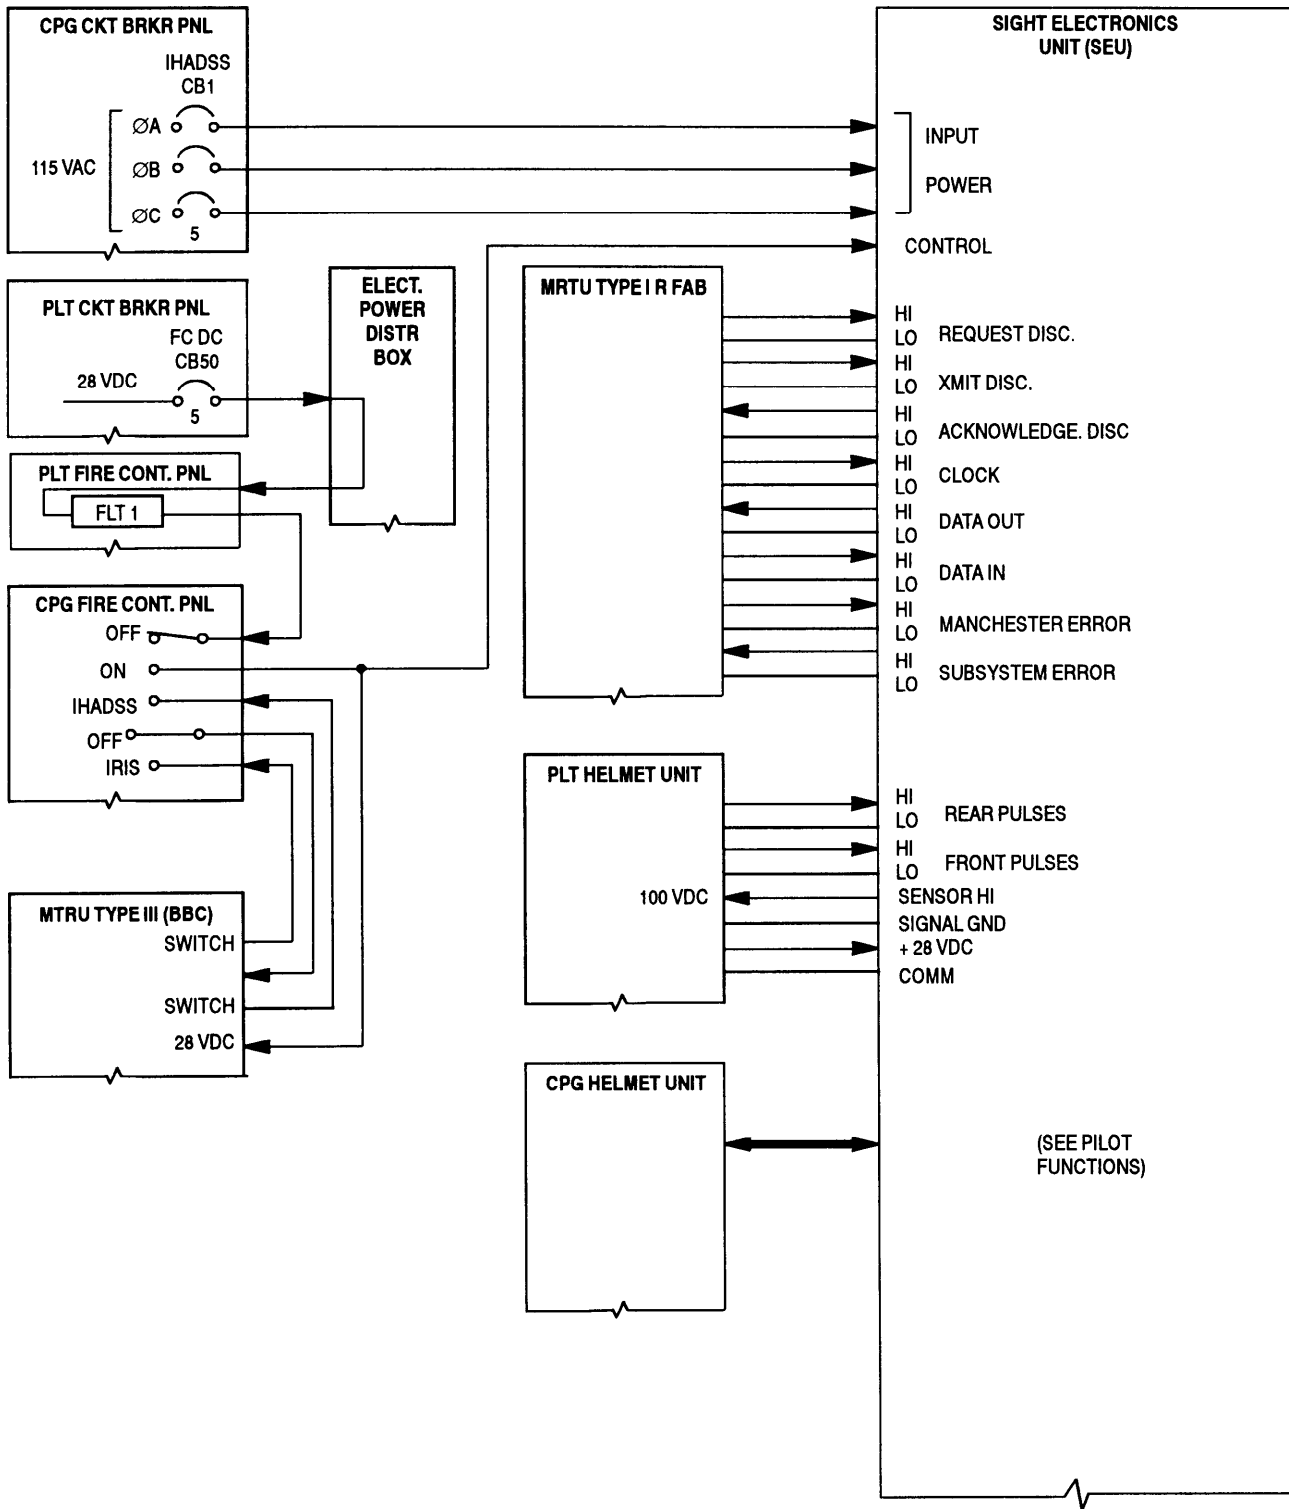 CPG CKT BRKR PNL
IHADSS
CB1
ØA
115 VAC
ØB
ØC
5
PLT CKT BRKR PNL
FC DC
CB50
28 VDC
5
ELECT.
POWER
DISTR
BOX
PLT FIRE CONT. PNL
FLT 1
CPG FIRE CONT. PNL
OFF
ON
IHADSS
OFF
IRIS
MTRU TYPE III (BBC)
SWITCH
SWITCH
28 VDC
MRTU TYPE I R FAB
PLT HELMET UNIT
100 VDC
CPG HELMET UNIT
SIGHT ELECTRONICS
UNIT (SEU)
INPUT
POWER
CONTROL
HI
LO REQUEST DISC.
HI
LO XMIT DISC.
HI
LO ACKNOWLEDGE. DISC
HI
LO CLOCK
HI
LO DATA OUT
HI
LO DATA IN
HI
LO MANCHESTER ERROR
HI
LO SUBSYSTEM ERROR
HI
LO REAR PULSES
HI
LO FRONT PULSES
SENSOR HI
SIGNAL GND
+ 28 VDC
COMM
(SEE PILOT
FUNCTIONS)